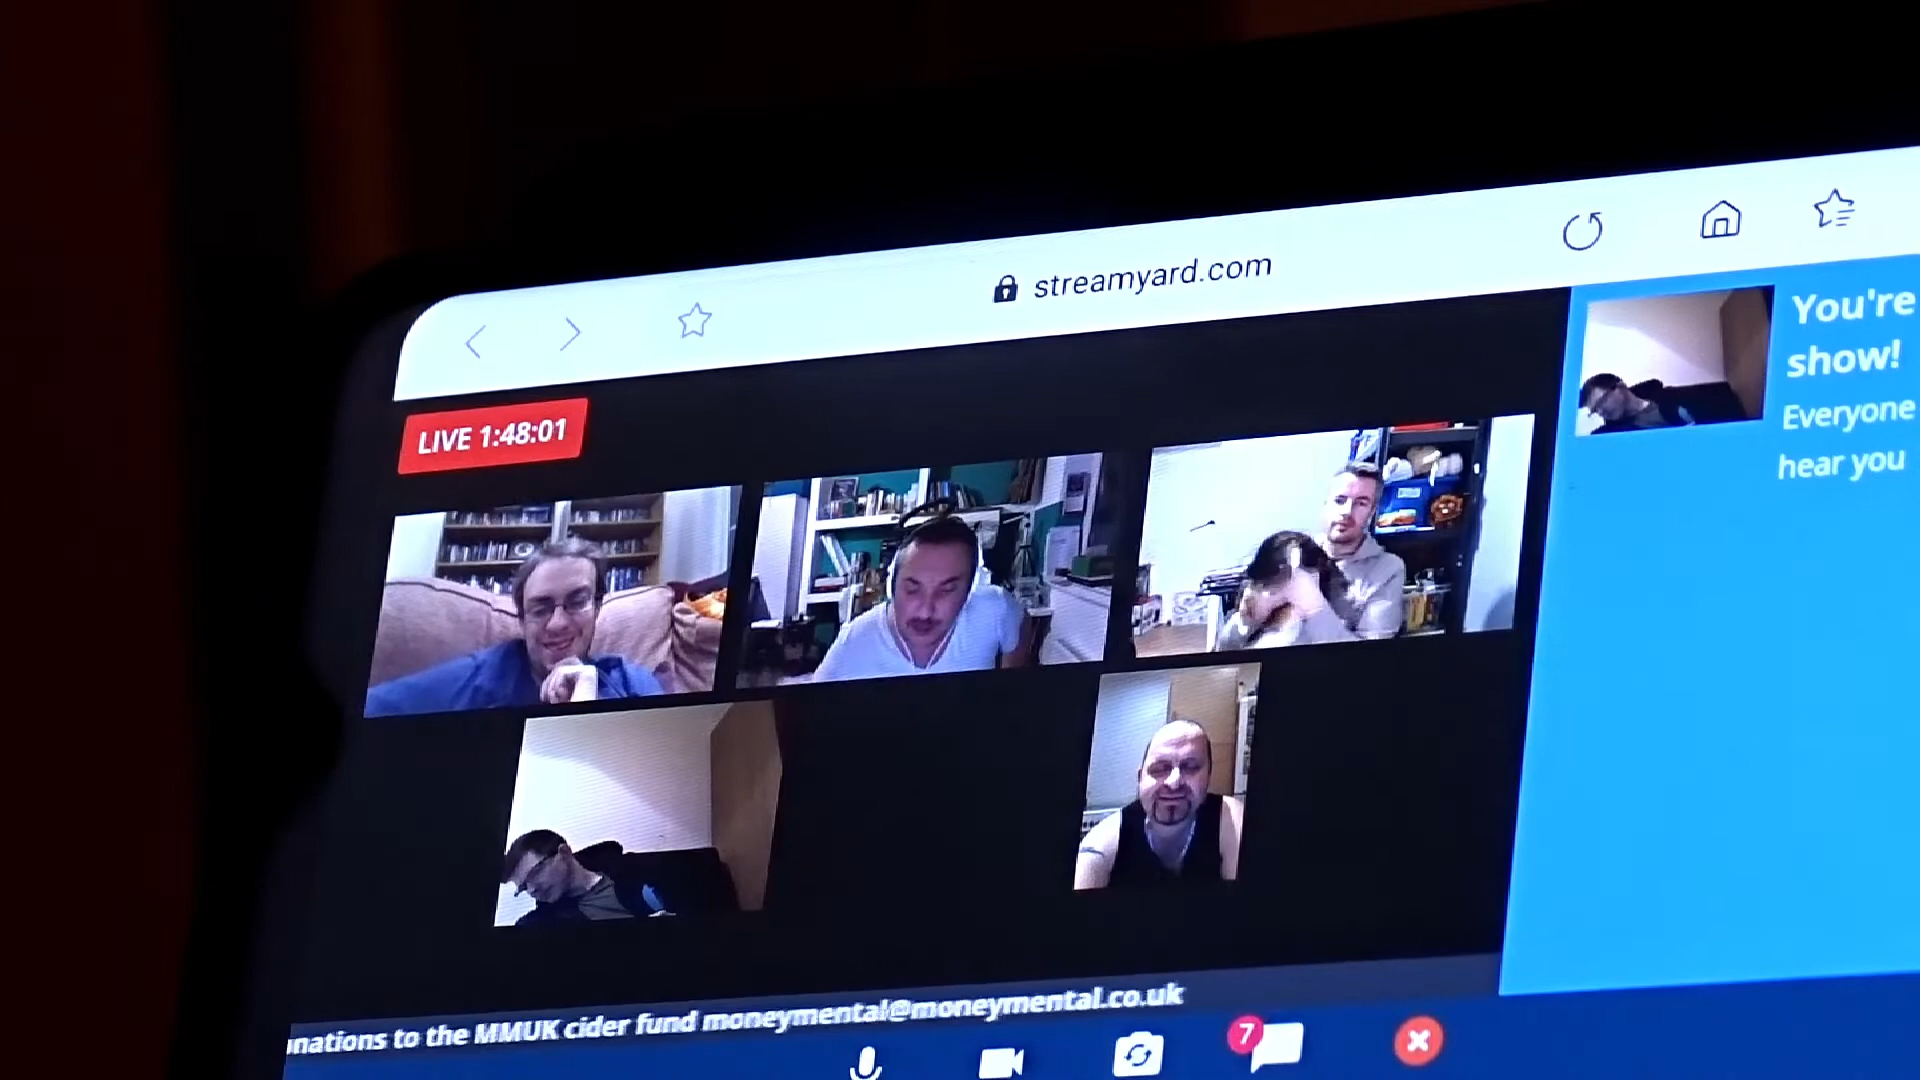 streamyard.com
LIVE 1:48:01
You're
show!
Everyone
hear you
nations to the MMUK cider fund moneymental@moneymental.co.uk
7